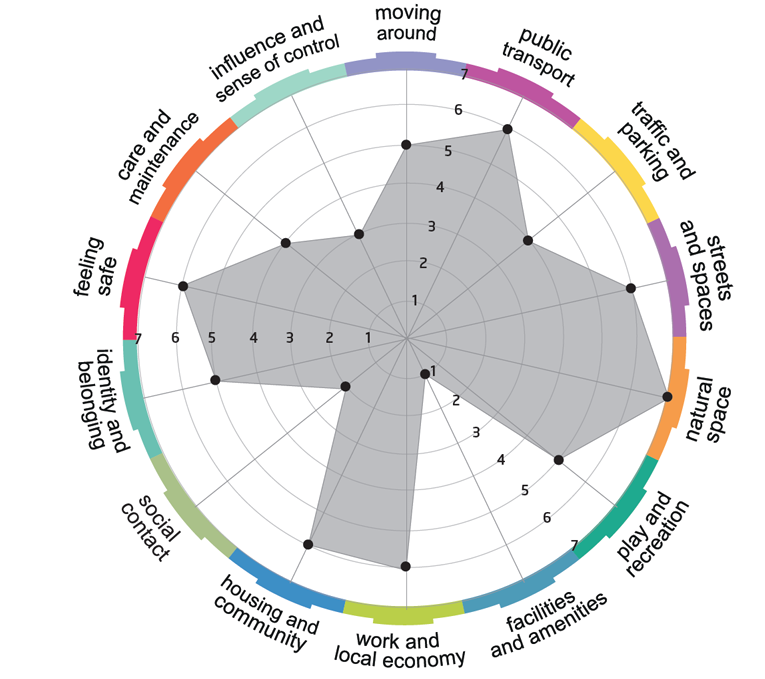 moving
around
public
transport
traffic and
parking
streets
and spaces
natural
space
play and
recreation
facilities
and amenities
work and
local economy
housing and
community
social
contact
identity and
belonging
feeling
safe
care and
maintenance
influence and
sense of control
7
6
5
4
3
2
1
7 6 5 4 3 2 1
1
2
3
4
5
6
7